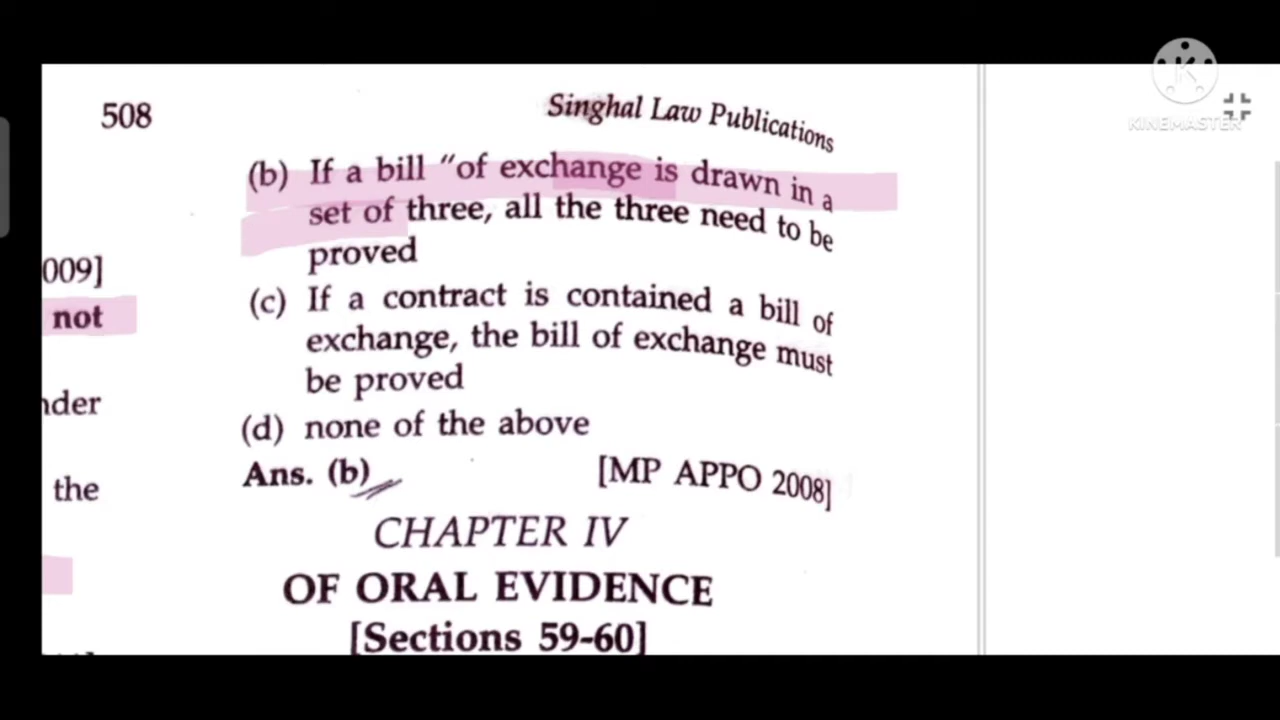 508
Singhal Law Publications
KINEMASTER
(b) If a bill "of exchange is drawn in a
set of three, all the three need to be
proved
009]
not
(c) If a contract is contained a bill of
exchange, the bill of exchange must
be proved
nder
(d) none of the above
Ans. (b) [MP APPO 2008]
the
CHAPTER IV
OF ORAL EVIDENCE
[Sections 59-60]